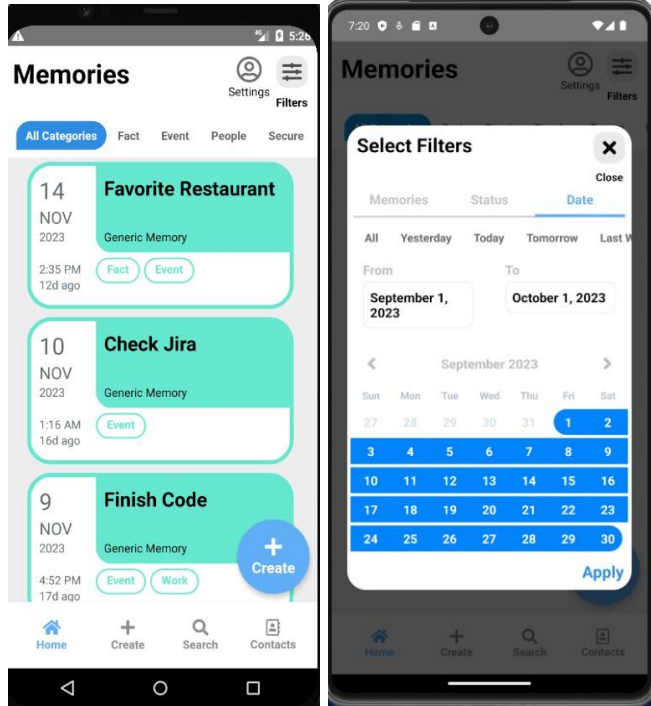 4G 5:26
Memories
Settings
Filters
All Categories Fact Event People Secure
14
NOV
2023
Favorite Restaurant
Generic Memory
2:35 PM
12d ago
Fact Event
10
NOV
2023
Check Jira
Generic Memory
1:16 AM
16d ago
Event
9
NOV
2023
Finish Code
Generic Memory
4:52 PM
17d ago
Event Work
Create
Home Create Search Contacts
7:20
Memories
Settings
Filters
Select Filters
Close
Memories Status Date
All Yesterday Today Tomorrow Last W
From To
September 1,
2023
October 1, 2023
September 2023
Sun Mon Tue Wed Thu Fri Sat
27 28 29 30 31 1 2
3 4 5 6 7 8 9
10 11 12 13 14 15 16
17 18 19 20 21 22 23
24 25 26 27 28 29 30
Apply
Home Create Search Contacts